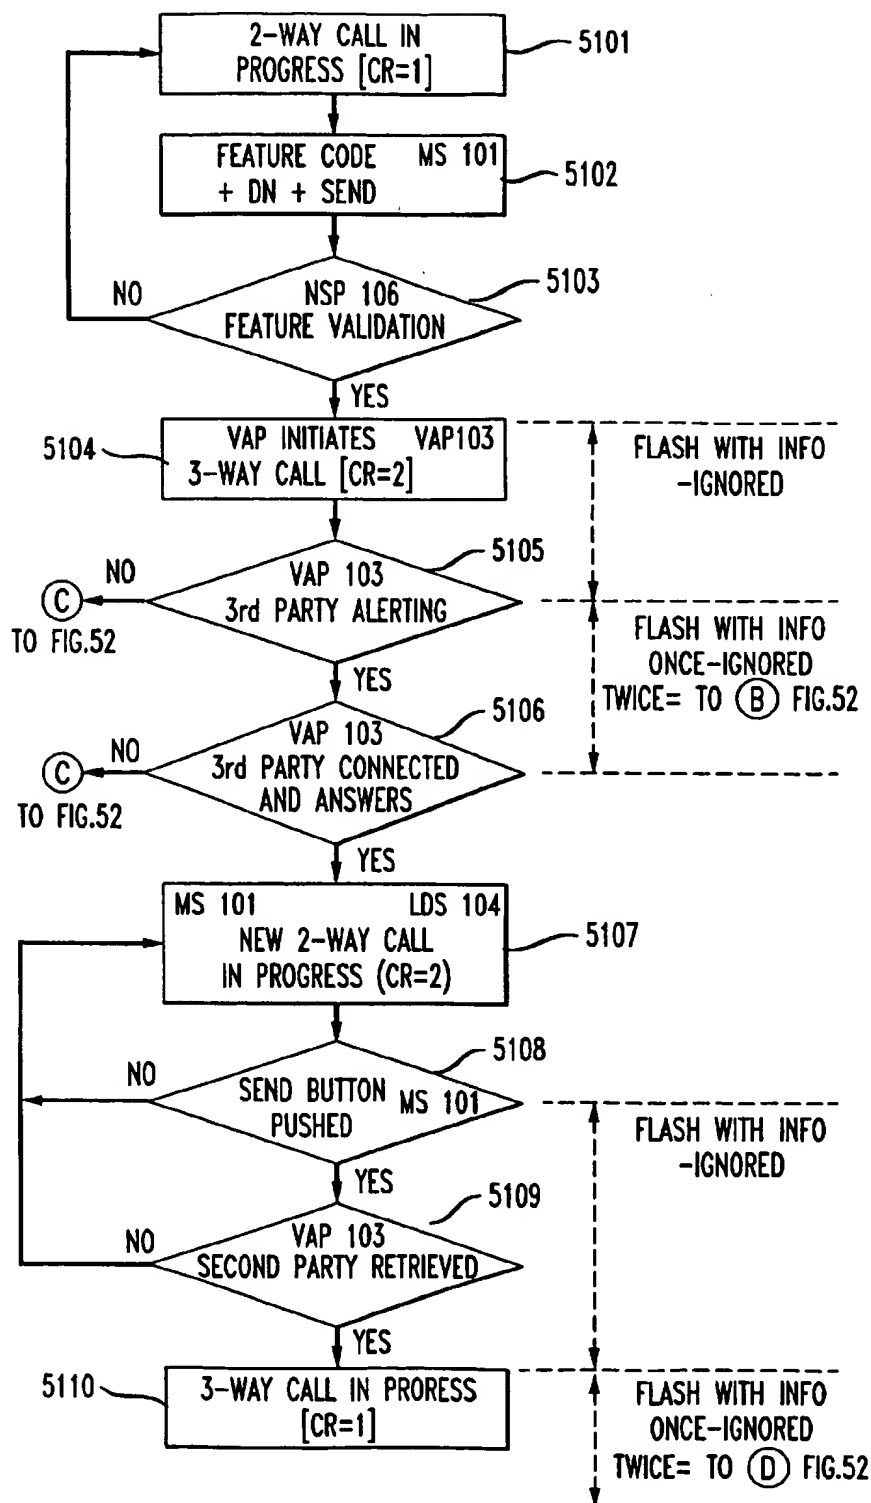 2-WAY CALL IN
PROGRESS [CR=1]
5101
FEATURE CODE MS 101
+ DN + SEND
5102
NSP 106
FEATURE VALIDATION
5103
NO
YES
VAP INITIATES VAP103
3-WAY CALL [CR=2]
5104
FLASH WITH INFO
-IGNORED
VAP 103
3rd PARTY ALERTING
5105
NO
C
TO FIG.52
YES
FLASH WITH INFO
ONCE-IGNORED
TWICE= TO B FIG.52
VAP 103
3rd PARTY CONNECTED
AND ANSWERS
5106
NO
C
TO FIG.52
YES
MS 101 LDS 104
NEW 2-WAY CALL
IN PROGRESS (CR=2)
5107
SEND BUTTON
PUSHED MS 101
5108
NO
YES
FLASH WITH INFO
-IGNORED
VAP 103
SECOND PARTY RETRIEVED
5109
NO
YES
3-WAY CALL IN PRORESS
[CR=1]
5110
FLASH WITH INFO
ONCE-IGNORED
TWICE= TO D FIG.52